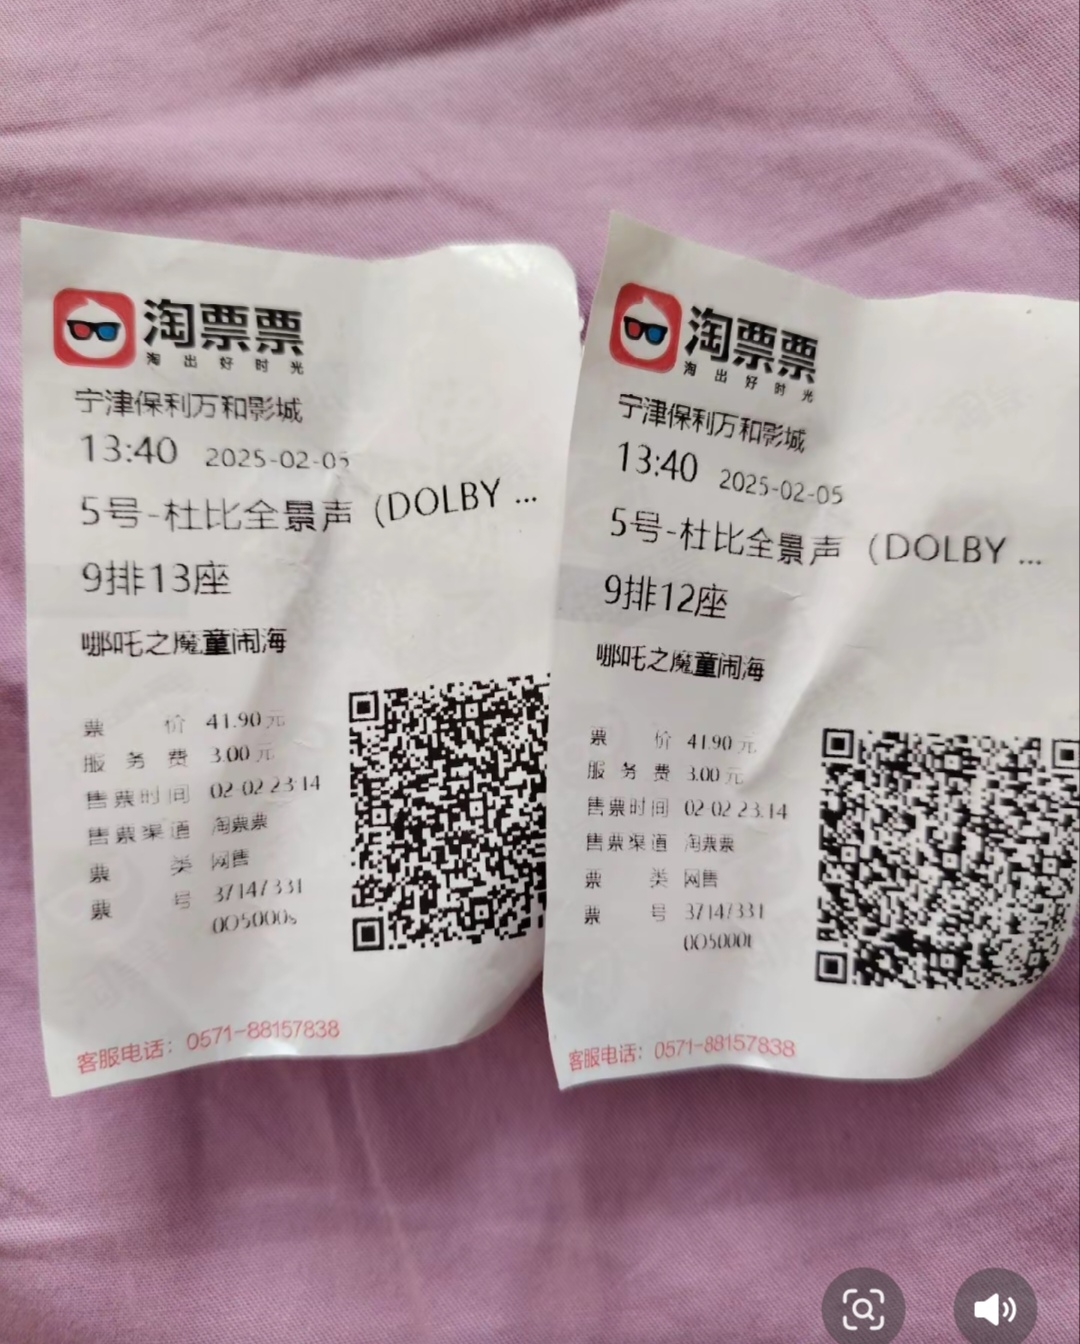 淘票票
淘出好时光
宁津保利万和影城
13:40 2025-02-05
5号-杜比全景声（DOLBY ...
9排13座
哪吒之魔童闹海
票价 41.90元
服务费 3.00元
售票时间 02-02 23:14
售票渠道 淘票票
票类 网售
票号 37147331
005000s
客服电话：0571-88157838
淘票票
淘出好时光
宁津保利万和影城
13:40 2025-02-05
5号-杜比全景声（DOLBY ...
9排12座
哪吒之魔童闹海
票价 41.90元
服务费 3.00元
售票时间 02-02 23:14
售票渠道 淘票票
票类 网售
票号 37147331
005000t
客服电话：0571-88157838